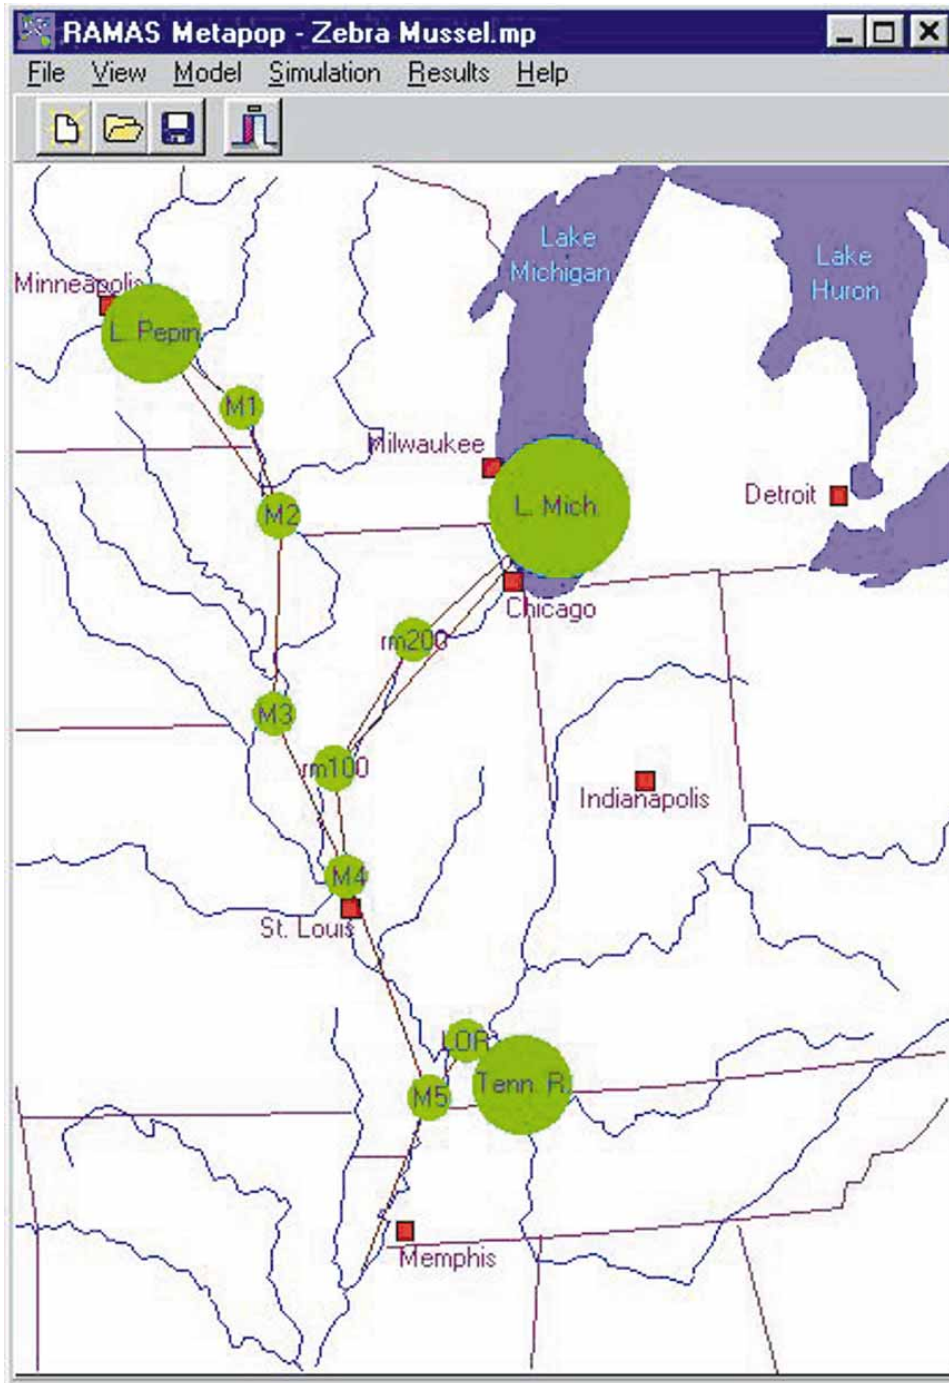 RAMAS Metapop - Zebra Mussel.mp
File View Model Simulation Results Help
Lake
Michigan
Lake
Huron
Minneapolis
L. Pepin
M1
Milwaukee
L. Mich.
Detroit
M2
Chicago
rm200
M3
rm100
Indianapolis
M4
St. Louis
LOR
Tenn. R.
M5
Memphis